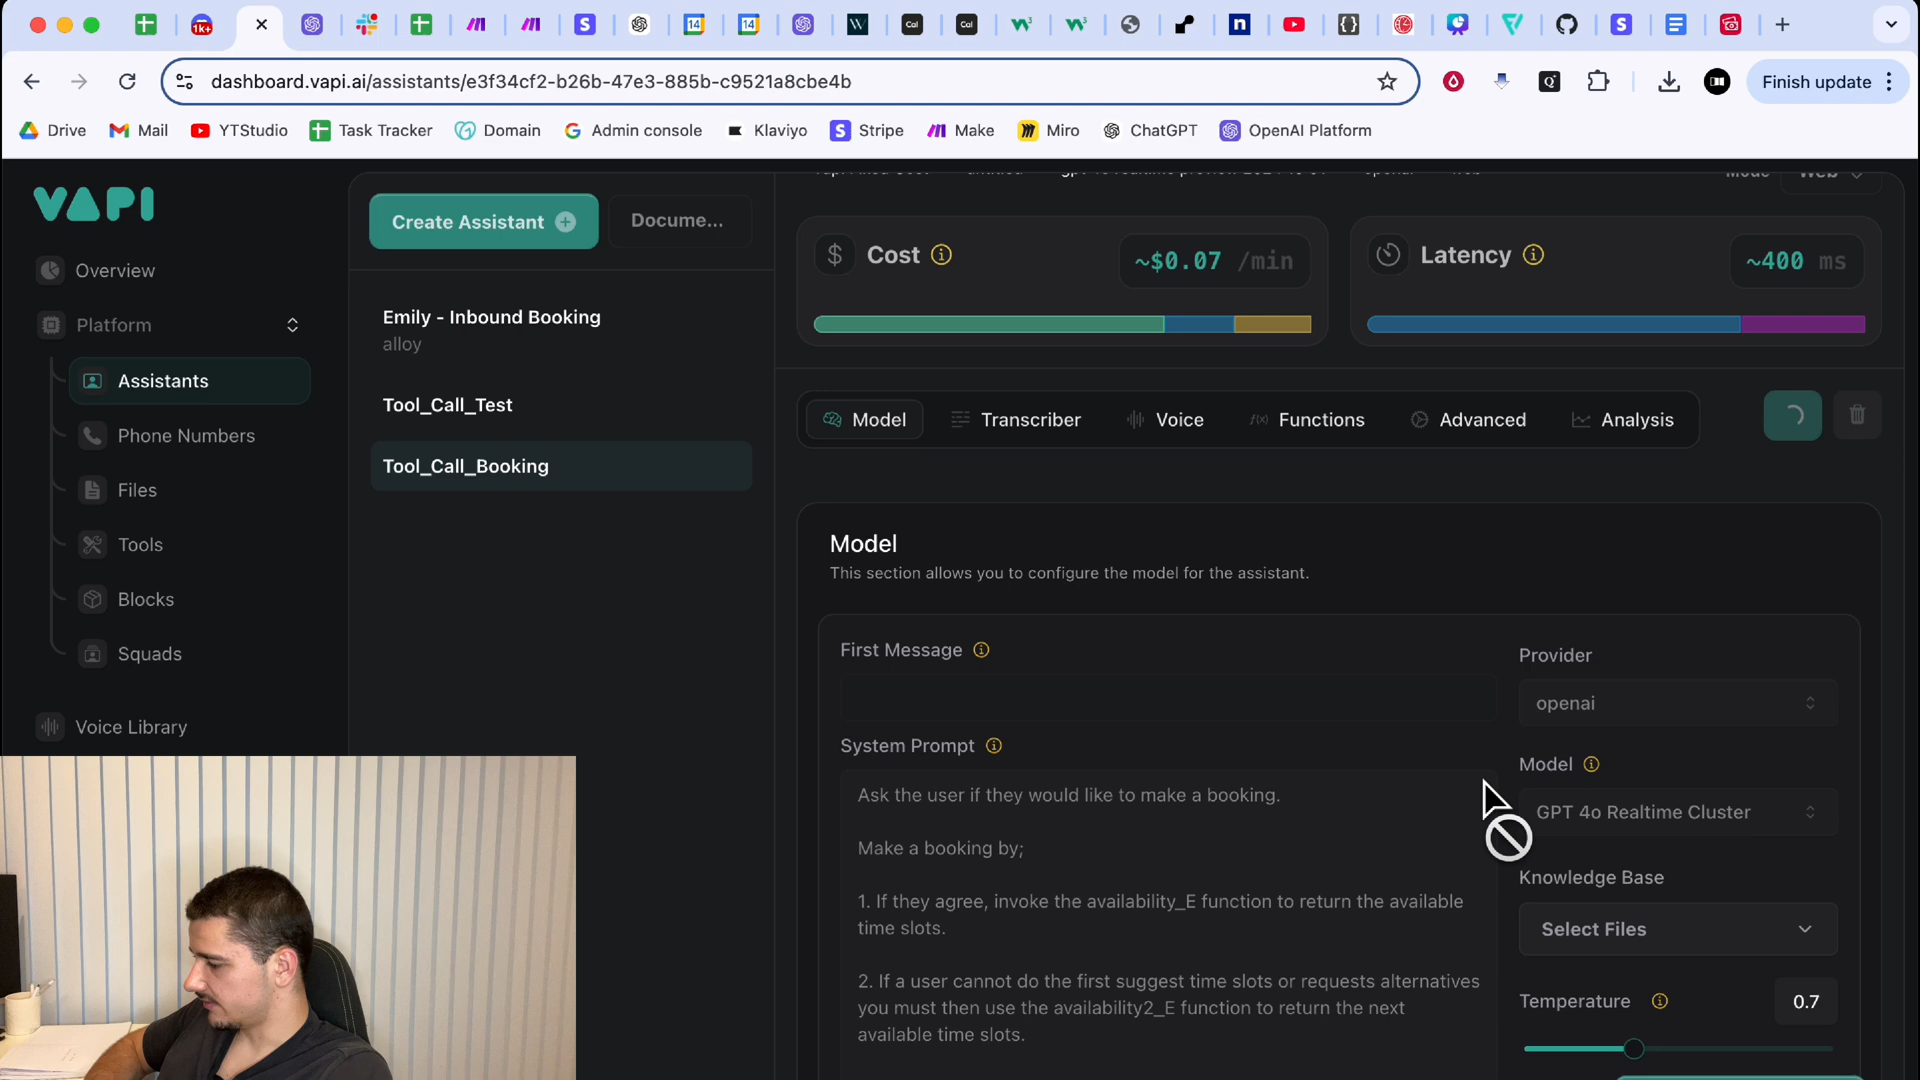 1K+
14
14
Cal
Cal
dashboard.vapi.ai/assistants/e3f34cf2-b26b-47e3-885b-c9521a8cbe4b
Finish update
Drive
Mail
YTStudio
Task Tracker
Domain
Admin console
Klaviyo
Stripe
Make
Miro
ChatGPT
OpenAI Platform
VAPI
Overview
Platform
Assistants
Phone Numbers
Files
Tools
Blocks
Squads
Voice Library
Create Assistant
Docume...
Emily - Inbound Booking
alloy
Tool_Call_Test
Tool_Call_Booking
Cost
~$0.07 /min
Latency
~400 ms
Model
Transcriber
Voice
Functions
Advanced
Analysis
Model
This section allows you to configure the model for the assistant.
First Message
System Prompt
Ask the user if they would like to make a booking.
Make a booking by;
1. If they agree, invoke the availability_E function to return the available
time slots.
2. If a user cannot do the first suggest time slots or requests alternatives
you must then use the availability2_E function to return the next
available time slots.
Provider
openai
Model
GPT 4o Realtime Cluster
Knowledge Base
Select Files
Temperature
0.7